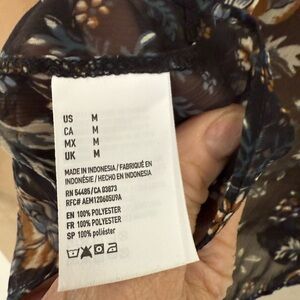 US M
CA M
MX M
UK M
MADE IN INDONESIA / FABRIQUÉ EN
INDONÉSIE / HECHO EN INDONESIA
RN 54485/CA 03873
RFC# AEM1206050U9A
EN 100% POLYESTER
FR 100% POLYESTER
SP 100% poliéster